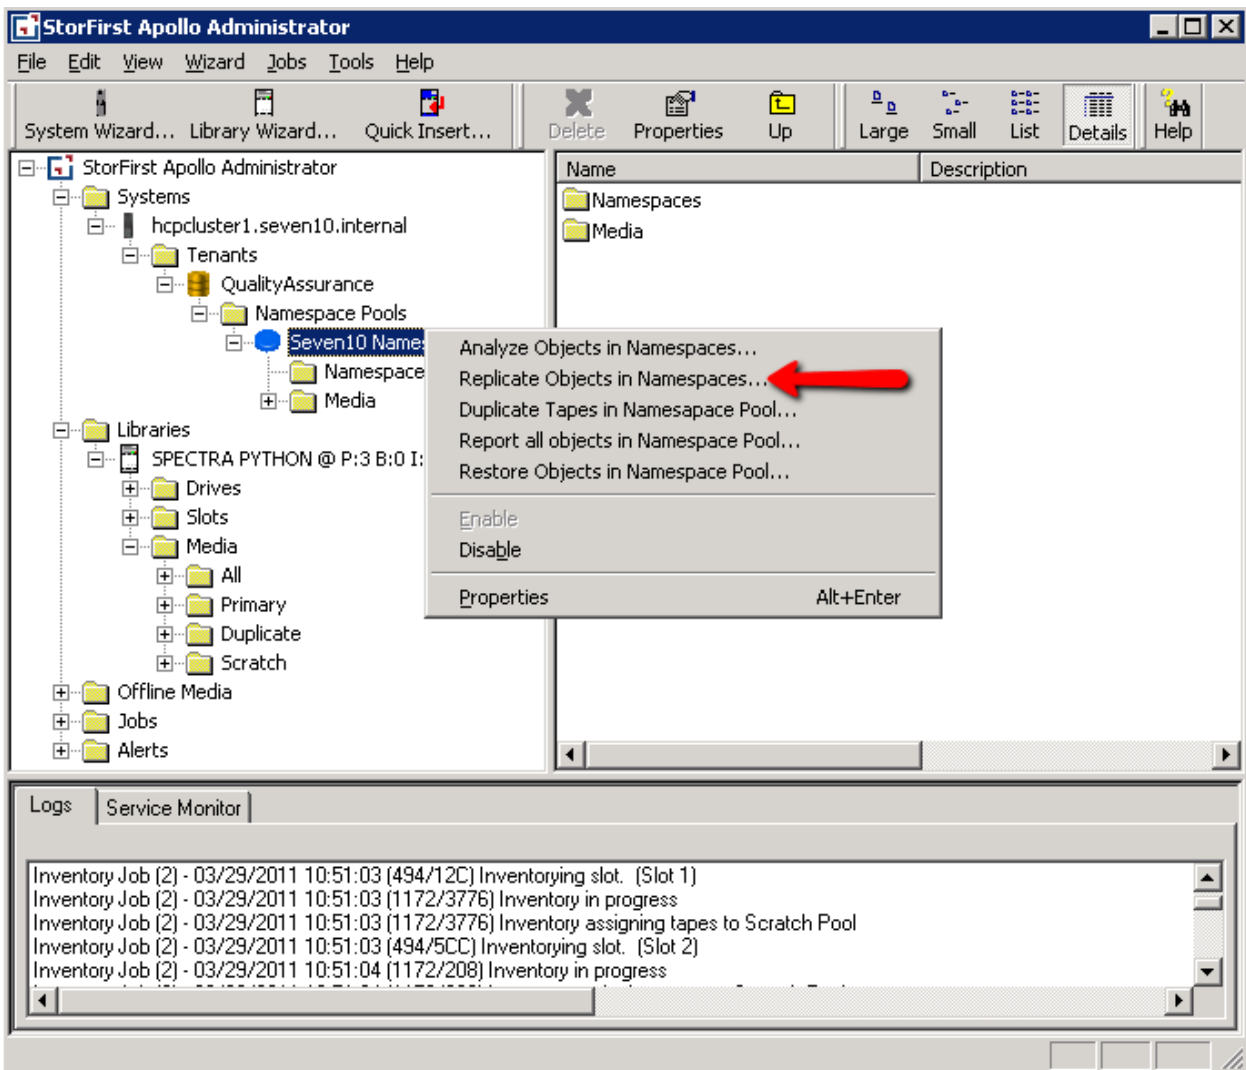 StorFirst Apollo Administrator
File Edit View Wizard Jobs Tools Help
System Wizard... Library Wizard... Quick Insert... Delete Properties Up Large Small List Details Help
StorFirst Apollo Administrator
Systems
hcpcluster1.seven10.internal
Tenants
QualityAssurance
Namespace Pools
Seven10 Name
Namespace
Media
Libraries
SPECTRA PYTHON @ P:3 B:0 I:
Drives
Slots
Media
All
Primary
Duplicate
Scratch
Offline Media
Jobs
Alerts
Name Description
Namespaces
Media
Analyze Objects in Namespaces...
Replicate Objects in Namespaces...
Duplicate Tapes in Namesapace Pool...
Report all objects in Namespace Pool...
Restore Objects in Namespace Pool...
Enable
Disable
Properties Alt+Enter
Logs Service Monitor
Inventory Job (2) - 03/29/2011 10:51:03 (494/12C) Inventorying slot. (Slot 1)
Inventory Job (2) - 03/29/2011 10:51:03 (1172/3776) Inventory in progress
Inventory Job (2) - 03/29/2011 10:51:03 (1172/3776) Inventory assigning tapes to Scratch Pool
Inventory Job (2) - 03/29/2011 10:51:03 (494/5CC) Inventorying slot. (Slot 2)
Inventory Job (2) - 03/29/2011 10:51:04 (1172/208) Inventory in progress